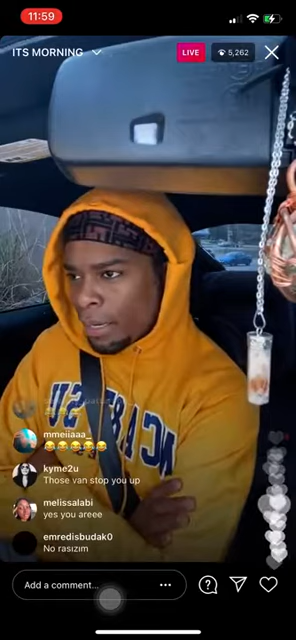 11:59
ITS MORNING
LIVE
5,262
mmeiiaaa_
😂😂😂😂😂
kyme2u
Those van stop you up
melissalabi
yes you areee
emredisbudak0
No rasizim
Add a comment...